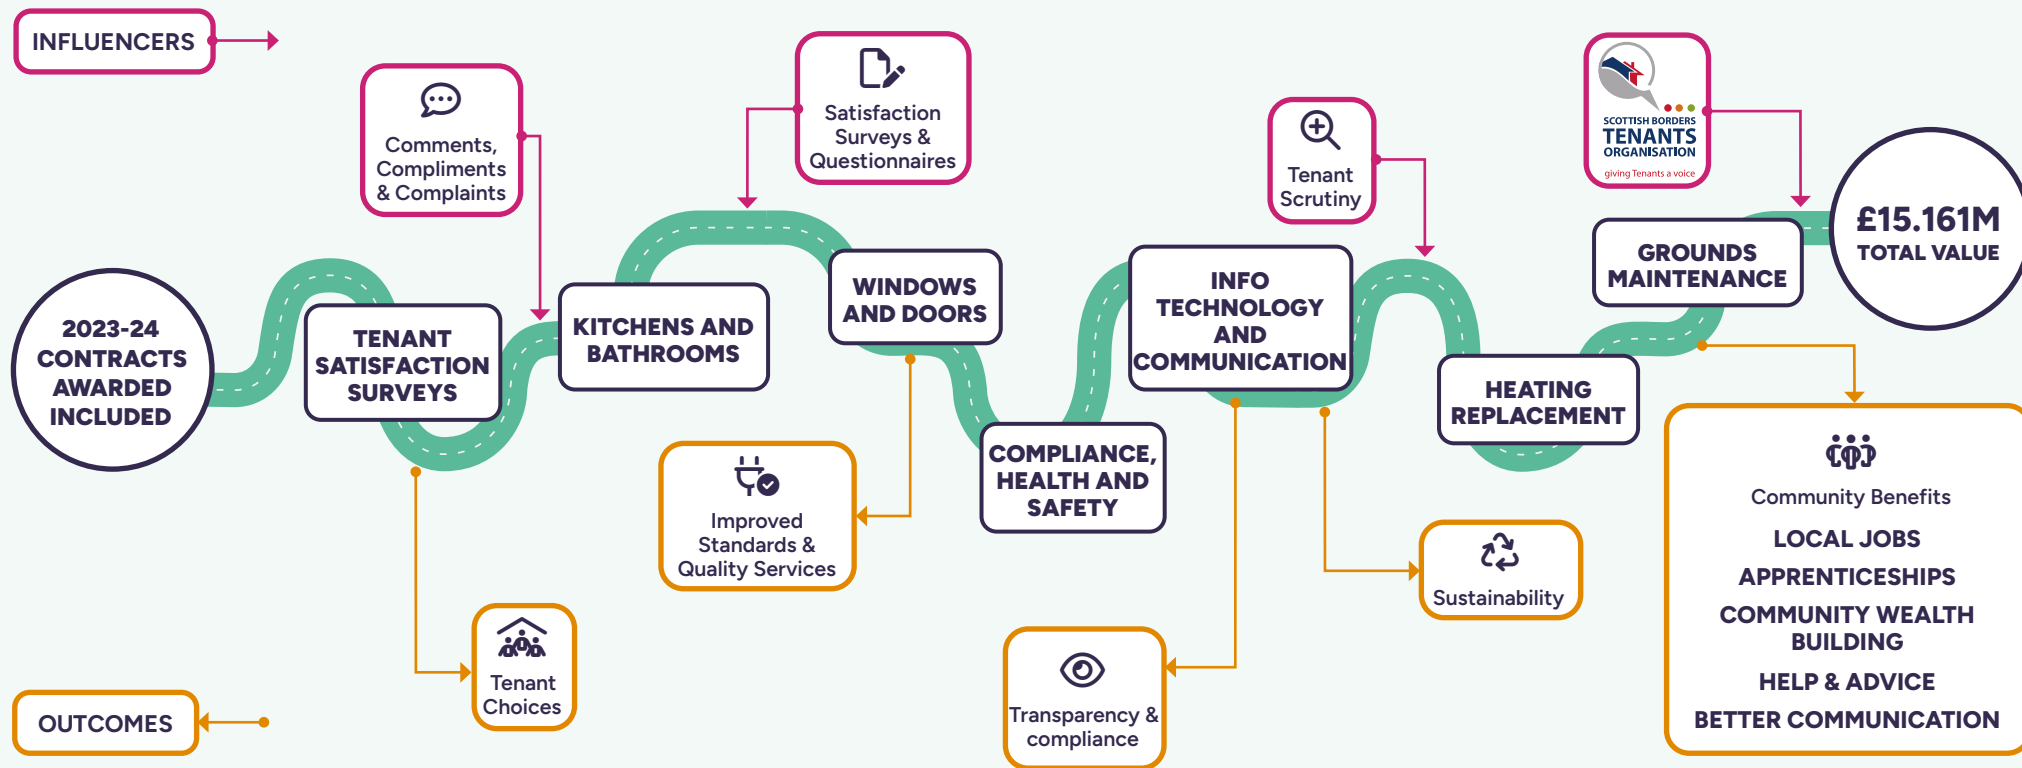 INFLUENCERS
Comments,
Compliments
& Complaints
Satisfaction
Surveys &
Questionnaires
Tenant
Scrutiny
SCOTTISH BORDERS
TENANTS
ORGANISATION
giving Tenants a voice
2023-24
CONTRACTS
AWARDED
INCLUDED
TENANT
SATISFACTION
SURVEYS
KITCHENS AND
BATHROOMS
WINDOWS
AND DOORS
COMPLIANCE,
HEALTH AND
SAFETY
INFO
TECHNOLOGY
AND
COMMUNICATION
HEATING
REPLACEMENT
GROUNDS
MAINTENANCE
£15.161M
TOTAL VALUE
OUTCOMES
Tenant
Choices
Improved
Standards &
Quality Services
Transparency &
compliance
Sustainability
Community Benefits
LOCAL JOBS
APPRENTICESHIPS
COMMUNITY WEALTH
BUILDING
HELP & ADVICE
BETTER COMMUNICATION